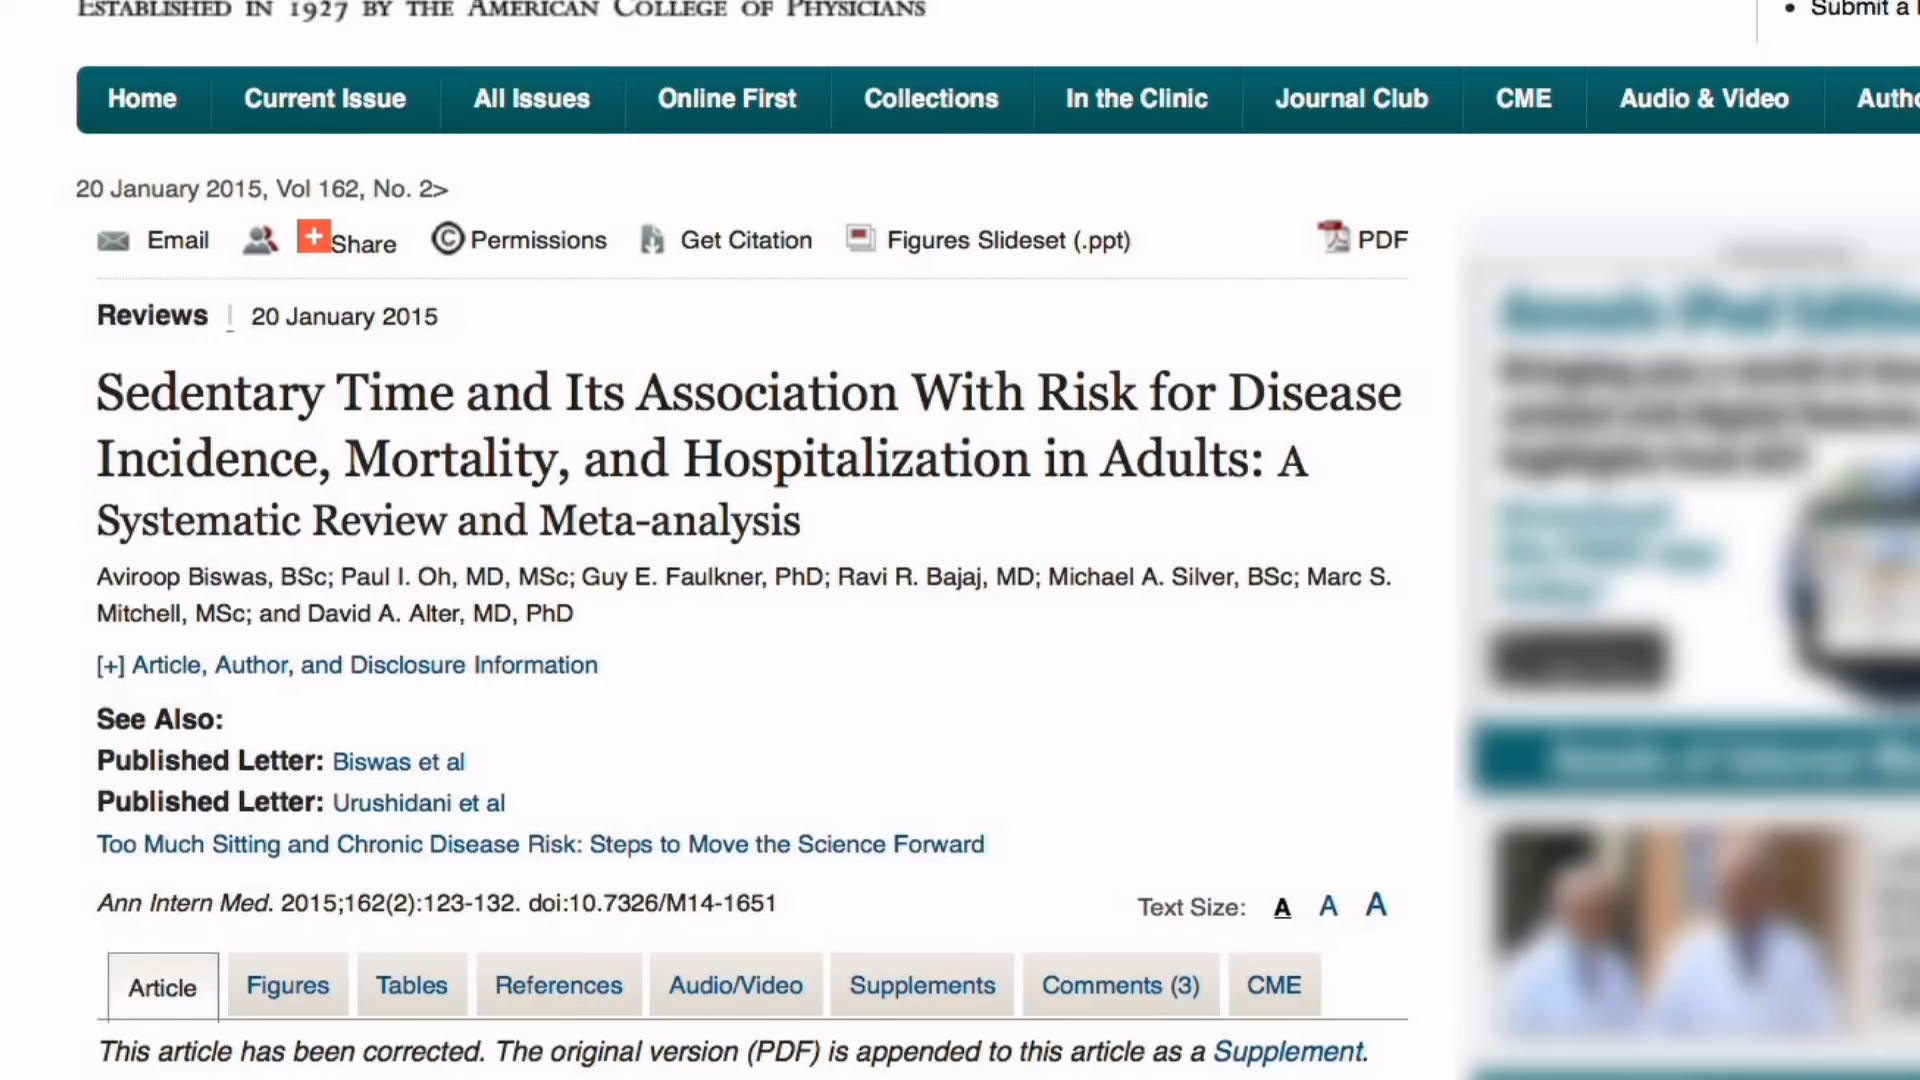 ESTABLISHED IN 1927 BY THE AMERICAN COLLEGE OF PHYSICIANS
Submit a
Home Current Issue All Issues Online First Collections In the Clinic Journal Club CME Audio & Video
20 January 2015, Vol 162, No. 2>
Email Share Permissions Get Citation Figures Slideset (.ppt) PDF
Reviews | 20 January 2015
Sedentary Time and Its Association With Risk for Disease
Incidence, Mortality, and Hospitalization in Adults: A
Systematic Review and Meta-analysis
Aviroop Biswas, BSc; Paul I. Oh, MD, MSc; Guy E. Faulkner, PhD; Ravi R. Bajaj, MD; Michael A. Silver, BSc; Marc S.
Mitchell, MSc; and David A. Alter, MD, PhD
[+] Article, Author, and Disclosure Information
See Also:
Published Letter: Biswas et al
Published Letter: Urushidani et al
Too Much Sitting and Chronic Disease Risk: Steps to Move the Science Forward
Ann Intern Med. 2015;162(2):123-132. doi:10.7326/M14-1651
Text Size: A A A
Article Figures Tables References Audio/Video Supplements Comments (3) CME
This article has been corrected. The original version (PDF) is appended to this article as a Supplement.